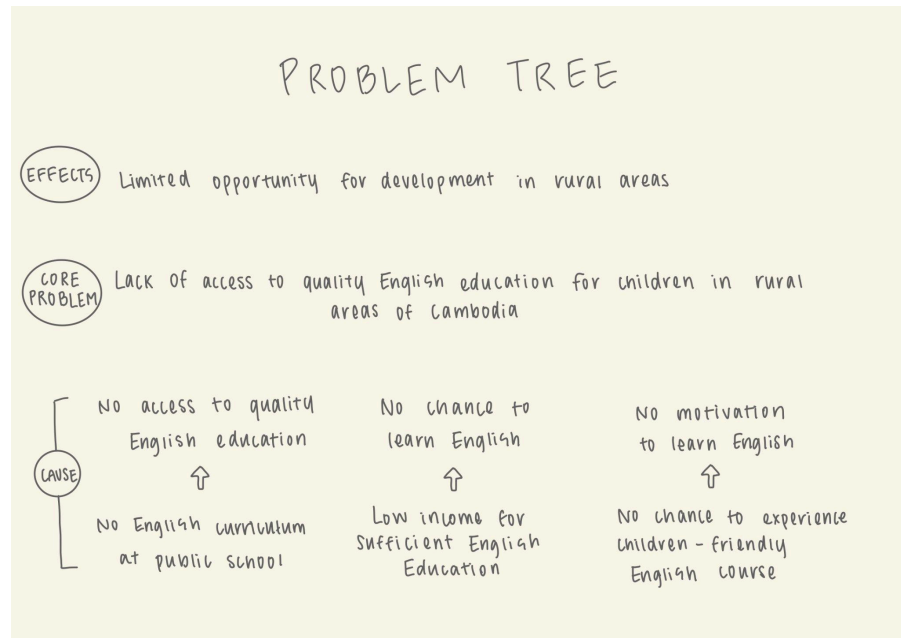 PROBLEM TREE
EFFECTS
Limited opportunity for development in rural areas
CORE
PROBLEM
Lack of access to quality English education for children in rural
areas of Cambodia
CAUSE
No access to quality
English education
No English curriculum
at public school
No chance to
learn English
Low income for
Sufficient English
Education
No motivation
to learn English
No chance to experience
children-friendly
English course